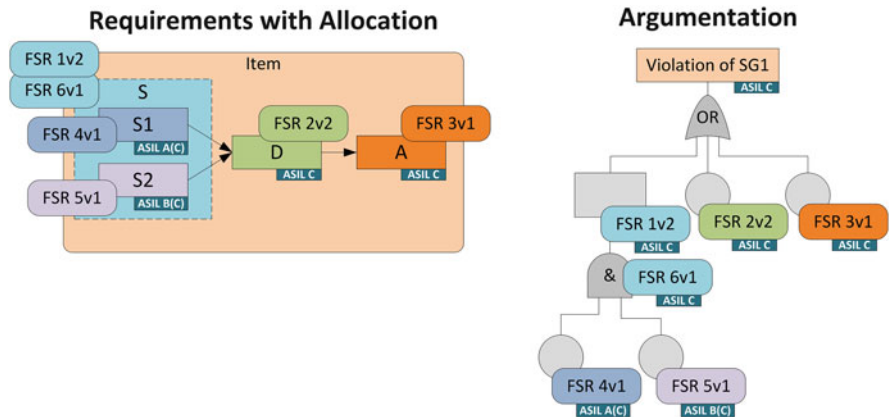 Requirements with Allocation
FSR 1v2
FSR 6v1
Item
S
FSR 4v1
S1
ASIL A(C)
FSR 5v1
S2
ASIL B(C)
FSR 2v2
D
ASIL C
FSR 3v1
A
ASIL C
Argumentation
Violation of SG1
ASIL C
OR
FSR 1v2
ASIL C
FSR 2v2
ASIL C
FSR 3v1
ASIL C
&
FSR 6v1
ASIL C
FSR 4v1
ASIL A(C)
FSR 5v1
ASIL B(C)